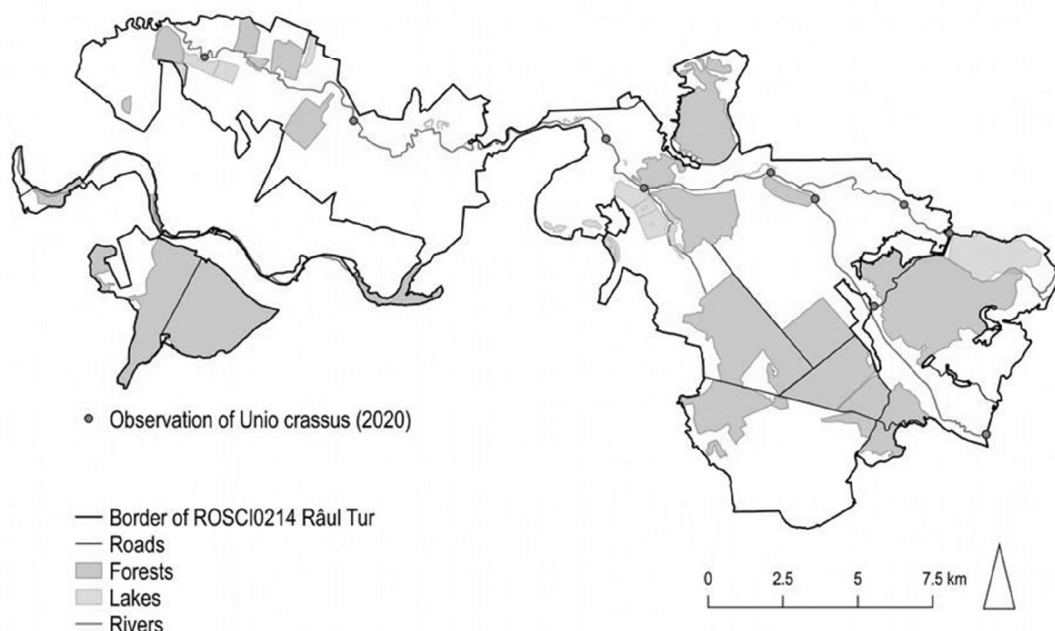 Observation of Unio crassus (2020)
Border of ROSCI0214 Râul Tur
Roads
Forests
Lakes
Rivers
0 2.5 5 7.5 km